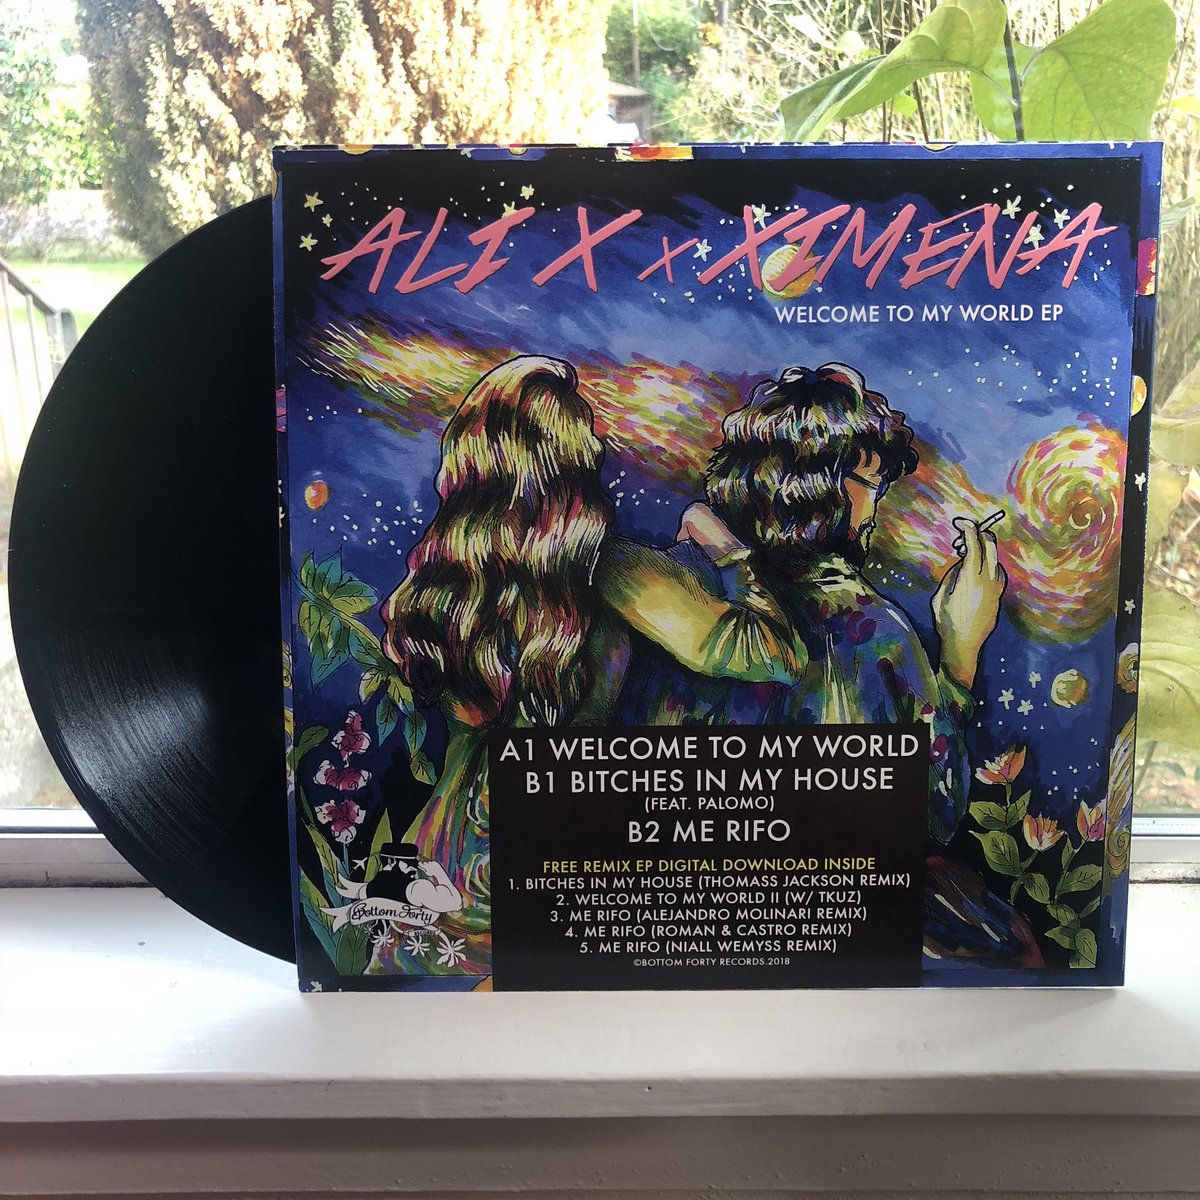 ALI X x XIMENA
WELCOME TO MY WORLD EP
A1 WELCOME TO MY WORLD
B1 BITCHES IN MY HOUSE
(FEAT. PALOMO)
B2 ME RIFO
FREE REMIX EP DIGITAL DOWNLOAD INSIDE
1. BITCHES IN MY HOUSE (THOMASS JACKSON REMIX)
2. WELCOME TO MY WORLD II (W/ TKUZ)
3. ME RIFO (ALEJANDRO MOLINARI REMIX)
4. ME RIFO (ROMAN & CASTRO REMIX)
5. ME RIFO (NIALL WEMYSS REMIX)
©BOTTOM FORTY RECORDS.2018
Bottom Forty
RECORDS